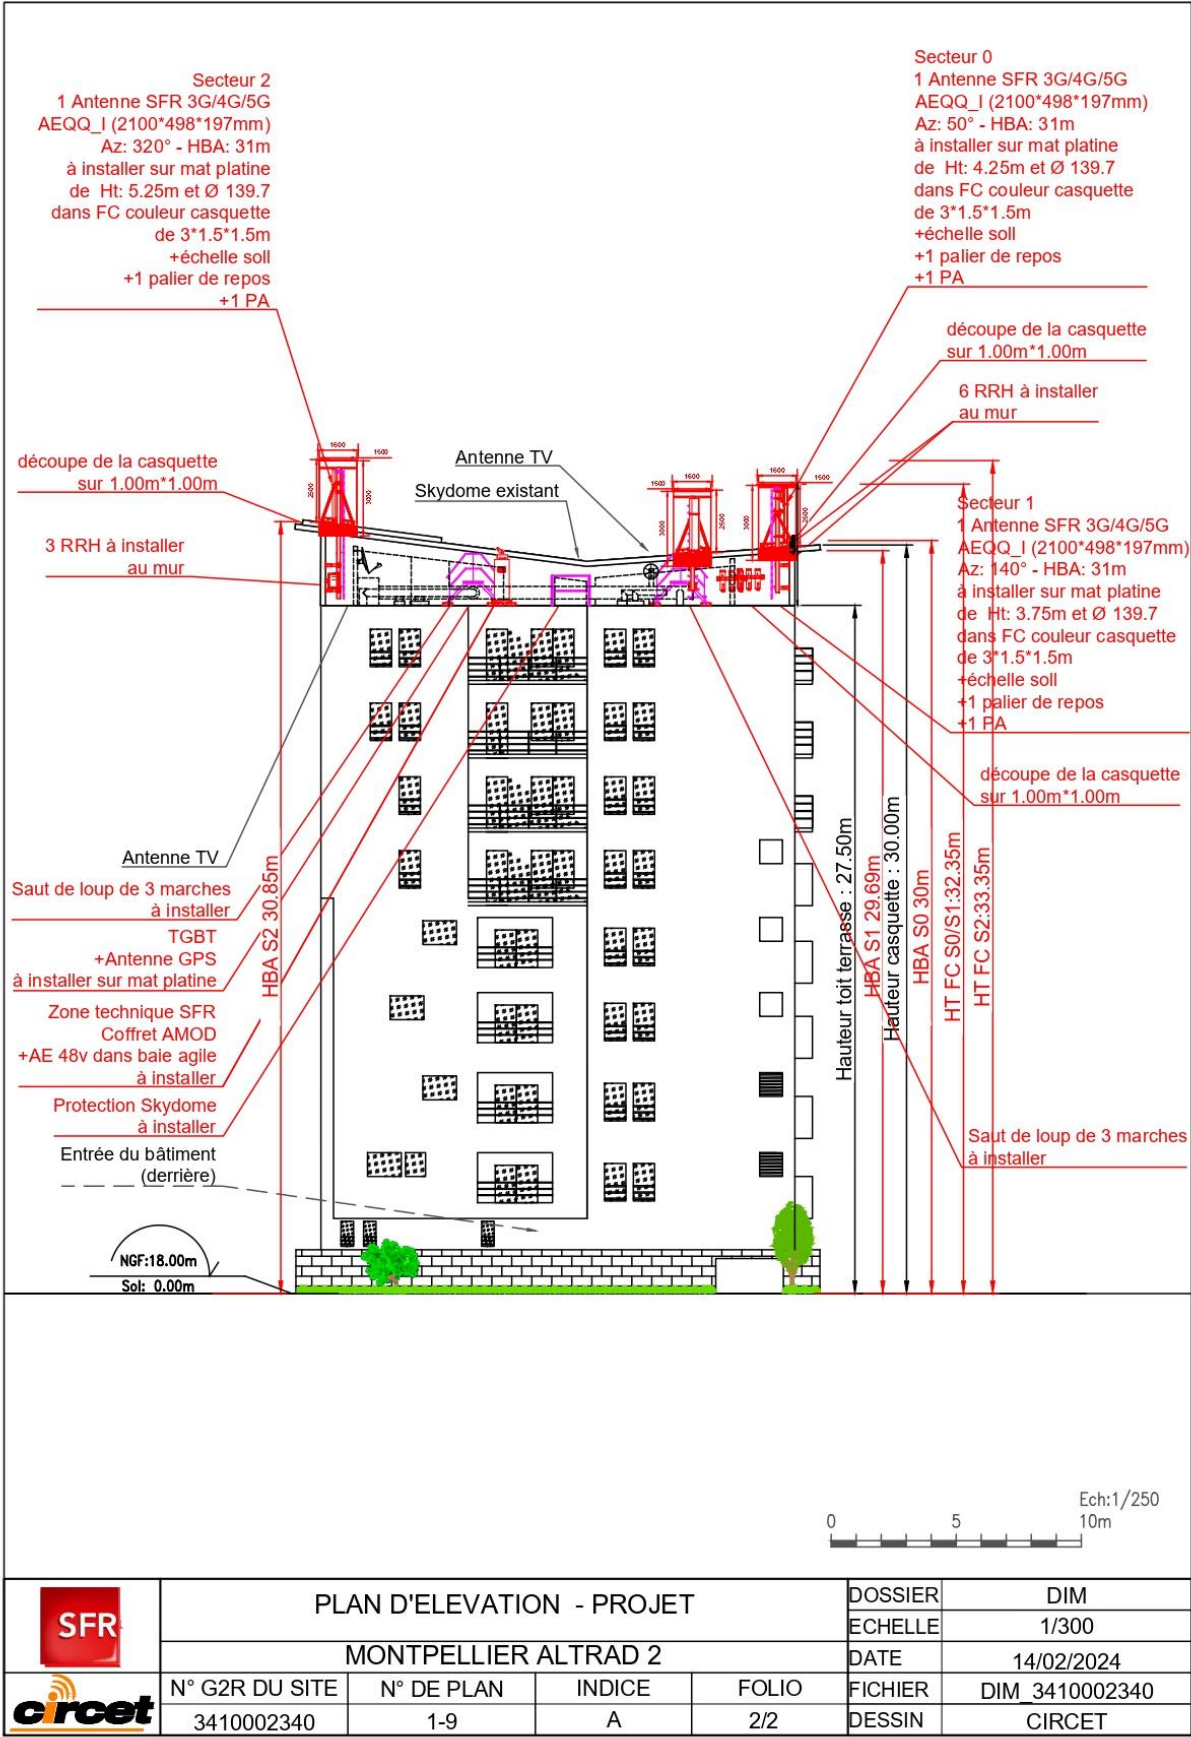 Secteur 2
1 Antenne SFR 3G/4G/5G
AEQQ_I (2100*498*197mm)
Az: 320° - HBA: 31m
à installer sur mat platine
de Ht: 5.25m et Ø 139.7
dans FC couleur casquette
de 3*1.5*1.5m
+échelle soll
+1 palier de repos
+1 PA
Secteur 0
1 Antenne SFR 3G/4G/5G
AEQQ_I (2100*498*197mm)
Az: 50° - HBA: 31m
à installer sur mat platine
de Ht: 4.25m et Ø 139.7
dans FC couleur casquette
de 3*1.5*1.5m
+échelle soll
+1 palier de repos
+1 PA
découpe de la casquette
sur 1.00m*1.00m
6 RRH à installer
au mur
découpe de la casquette
sur 1.00m*1.00m
3 RRH à installer
au mur
Antenne TV
Skydome existant
1600
1500
2500
3000
1500
1600
3000
2500
1600
1500
3000
2500
Secteur 1
1 Antenne SFR 3G/4G/5G
AEQQ_I (2100*498*197mm)
Az: 140° - HBA: 31m
à installer sur mat platine
de Ht: 3.75m et Ø 139.7
dans FC couleur casquette
de 3*1.5*1.5m
+échelle soll
+1 palier de repos
+1 PA
découpe de la casquette
sur 1.00m*1.00m
Antenne TV
Saut de loup de 3 marches
à installer
TGBT
+Antenne GPS
à installer sur mat platine
Zone technique SFR
Coffret AMOD
+AE 48v dans baie agile
à installer
Protection Skydome
à installer
Entrée du bâtiment
(derrière)
HBA S2 30.85m
Hauteur toit terrasse : 27.50m
HBA S1 29.69m
Hauteur casquette : 30.00m
HBA S0 30m
HT FC S0/S1:32.35m
HT FC S2:33.35m
Saut de loup de 3 marches
à installer
NGF:18.00m
Sol: 0.00m
Ech:1/250
0 5 10m
SFR
circet
PLAN D'ELEVATION - PROJET
MONTPELLIER ALTRAD 2
N° G2R DU SITE N° DE PLAN INDICE FOLIO
3410002340 1-9 A 2/2
DOSSIER DIM
ECHELLE 1/300
DATE 14/02/2024
FICHIER DIM_3410002340
DESSIN CIRCET